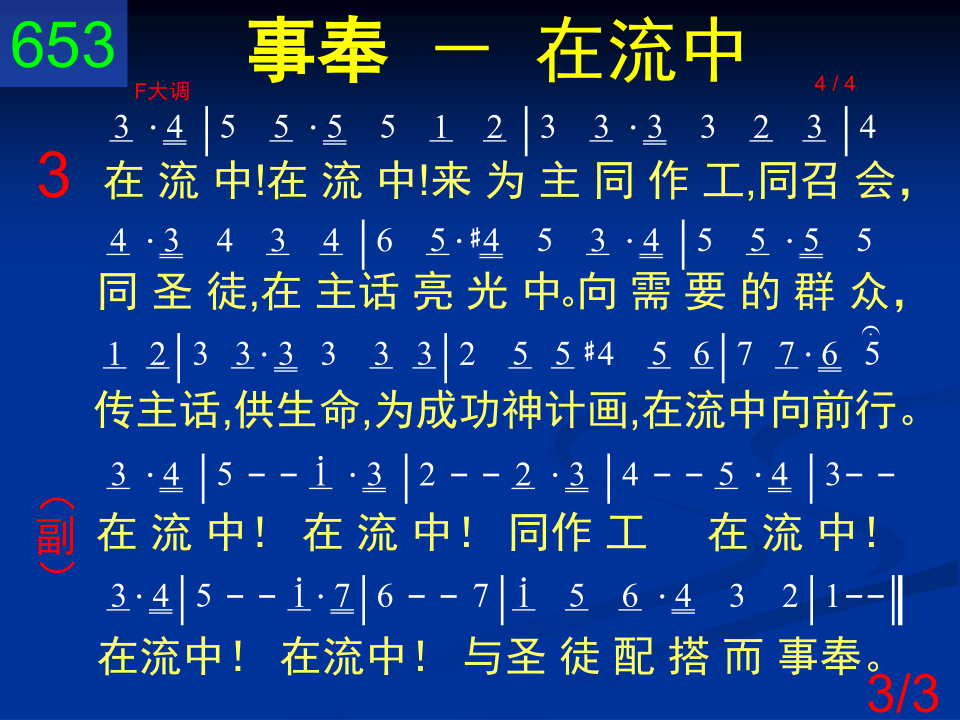 653
事奉 － 在流中
F大调
4 / 4
3 · 4 | 5 5 · 5 5 1 2 | 3 3 · 3 3 2 3 | 4
3
在 流 中!在 流 中!来 为 主 同 作 工,同召 会，
4 · 3 4 3 4 | 6 5 · #4 5 3 · 4 | 5 5 · 5 5
同 圣 徒,在 主话 亮 光 中。向 需 要 的 群 众，
1 2 | 3 3 · 3 3 3 3 | 2 5 5 #4 5 6 | 7 7 · 6 5
传主话,供生命,为成功神计画,在流中向前行。
3 · 4 | 5 – – i · 3 | 2 – – 2 · 3 | 4 – – 5 · 4 | 3 – –
（副）
在 流 中！ 在 流 中！ 同作 工 在 流 中！
3 · 4 | 5 – – i · 7 | 6 – – 7 | i 5 6 · 4 3 2 | 1 – – ‖
在流中！ 在流中！ 与圣 徒 配 搭 而 事奉。
3/3